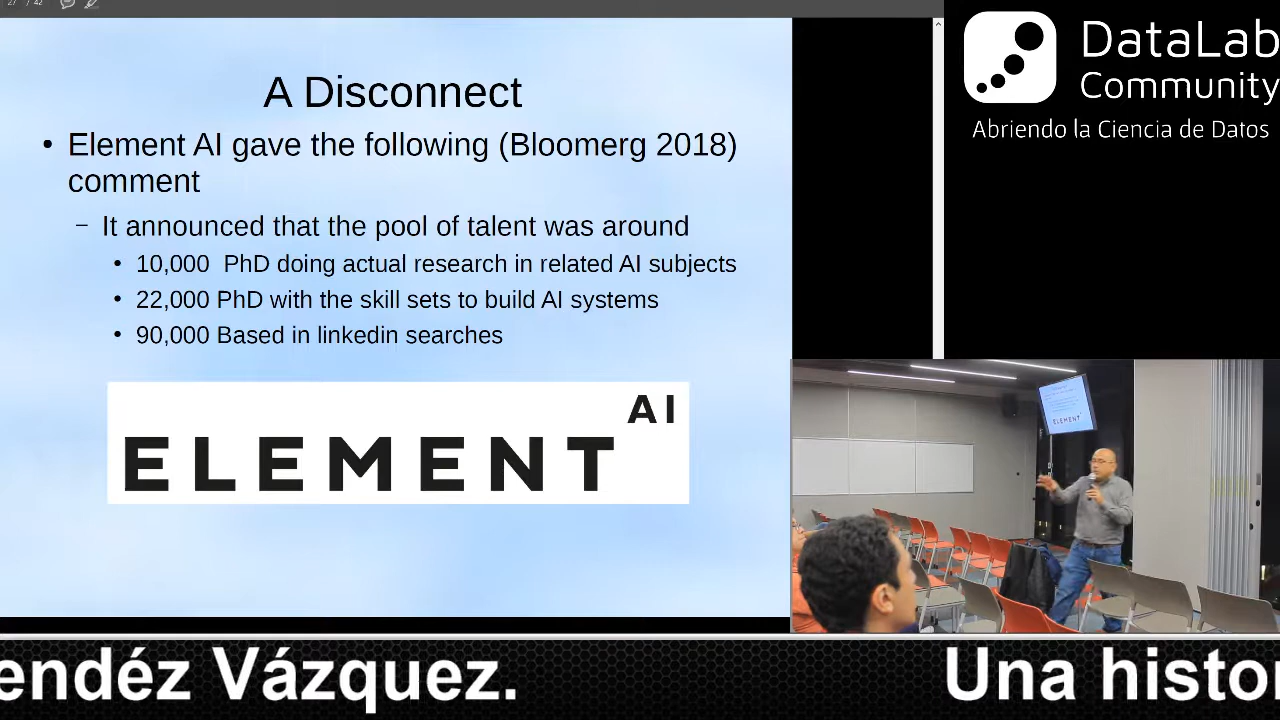 27 / 42
DataLab
Community
Abriendo la Ciencia de Datos
A Disconnect
• Element AI gave the following (Bloomerg 2018)
comment
– It announced that the pool of talent was around
• 10,000 PhD doing actual research in related AI subjects
• 22,000 PhD with the skill sets to build AI systems
• 90,000 Based in linkedin searches
ELEMENT AI
ELEMENT
endéz Vázquez.
Una histor